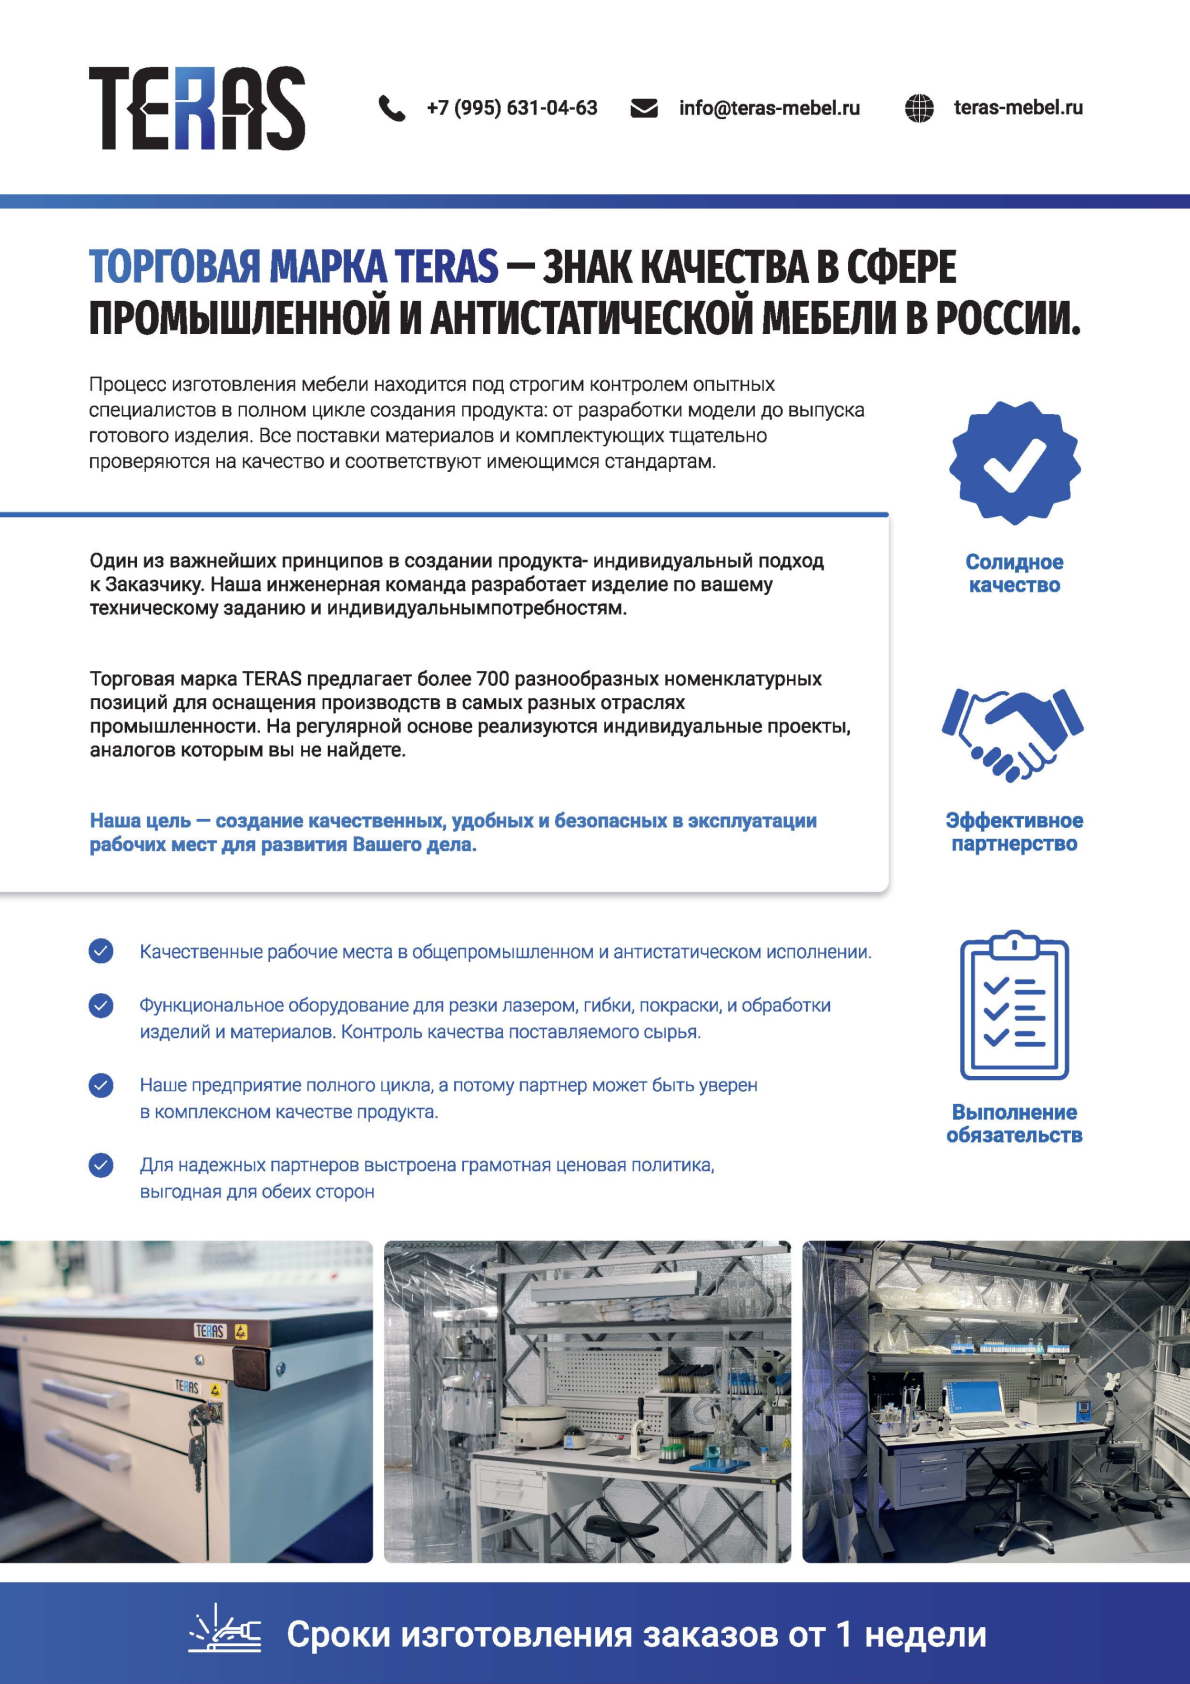 TERAS
+7 (995) 631-04-63
info@teras-mebel.ru
teras-mebel.ru
ТОРГОВАЯ МАРКА TERAS — ЗНАК КАЧЕСТВА В СФЕРЕ
ПРОМЫШЛЕННОЙ И АНТИСТАТИЧЕСКОЙ МЕБЕЛИ В РОССИИ.
Процесс изготовления мебели находится под строгим контролем опытных
специалистов в полном цикле создания продукта: от разработки модели до выпуска
готового изделия. Все поставки материалов и комплектующих тщательно
проверяются на качество и соответствуют имеющимся стандартам.
Один из важнейших принципов в создании продукта- индивидуальный подход
к Заказчику. Наша инженерная команда разработает изделие по вашему
техническому заданию и индивидуальнымпотребностям.
Торговая марка TERAS предлагает более 700 разнообразных номенклатурных
позиций для оснащения производств в самых разных отраслях
промышленности. На регулярной основе реализуются индивидуальные проекты,
аналогов которым вы не найдете.
Наша цель — создание качественных, удобных и безопасных в эксплуатации
рабочих мест для развития Вашего дела.
Солидное
качество
Эффективное
партнерство
Выполнение
обязательств
Качественные рабочие места в общепромышленном и антистатическом исполнении.
Функциональное оборудование для резки лазером, гибки, покраски, и обработки
изделий и материалов. Контроль качества поставляемого сырья.
Наше предприятие полного цикла, а потому партнер может быть уверен
в комплексном качестве продукта.
Для надежных партнеров выстроена грамотная ценовая политика,
выгодная для обеих сторон
TERAS
TERAS
Сроки изготовления заказов от 1 недели